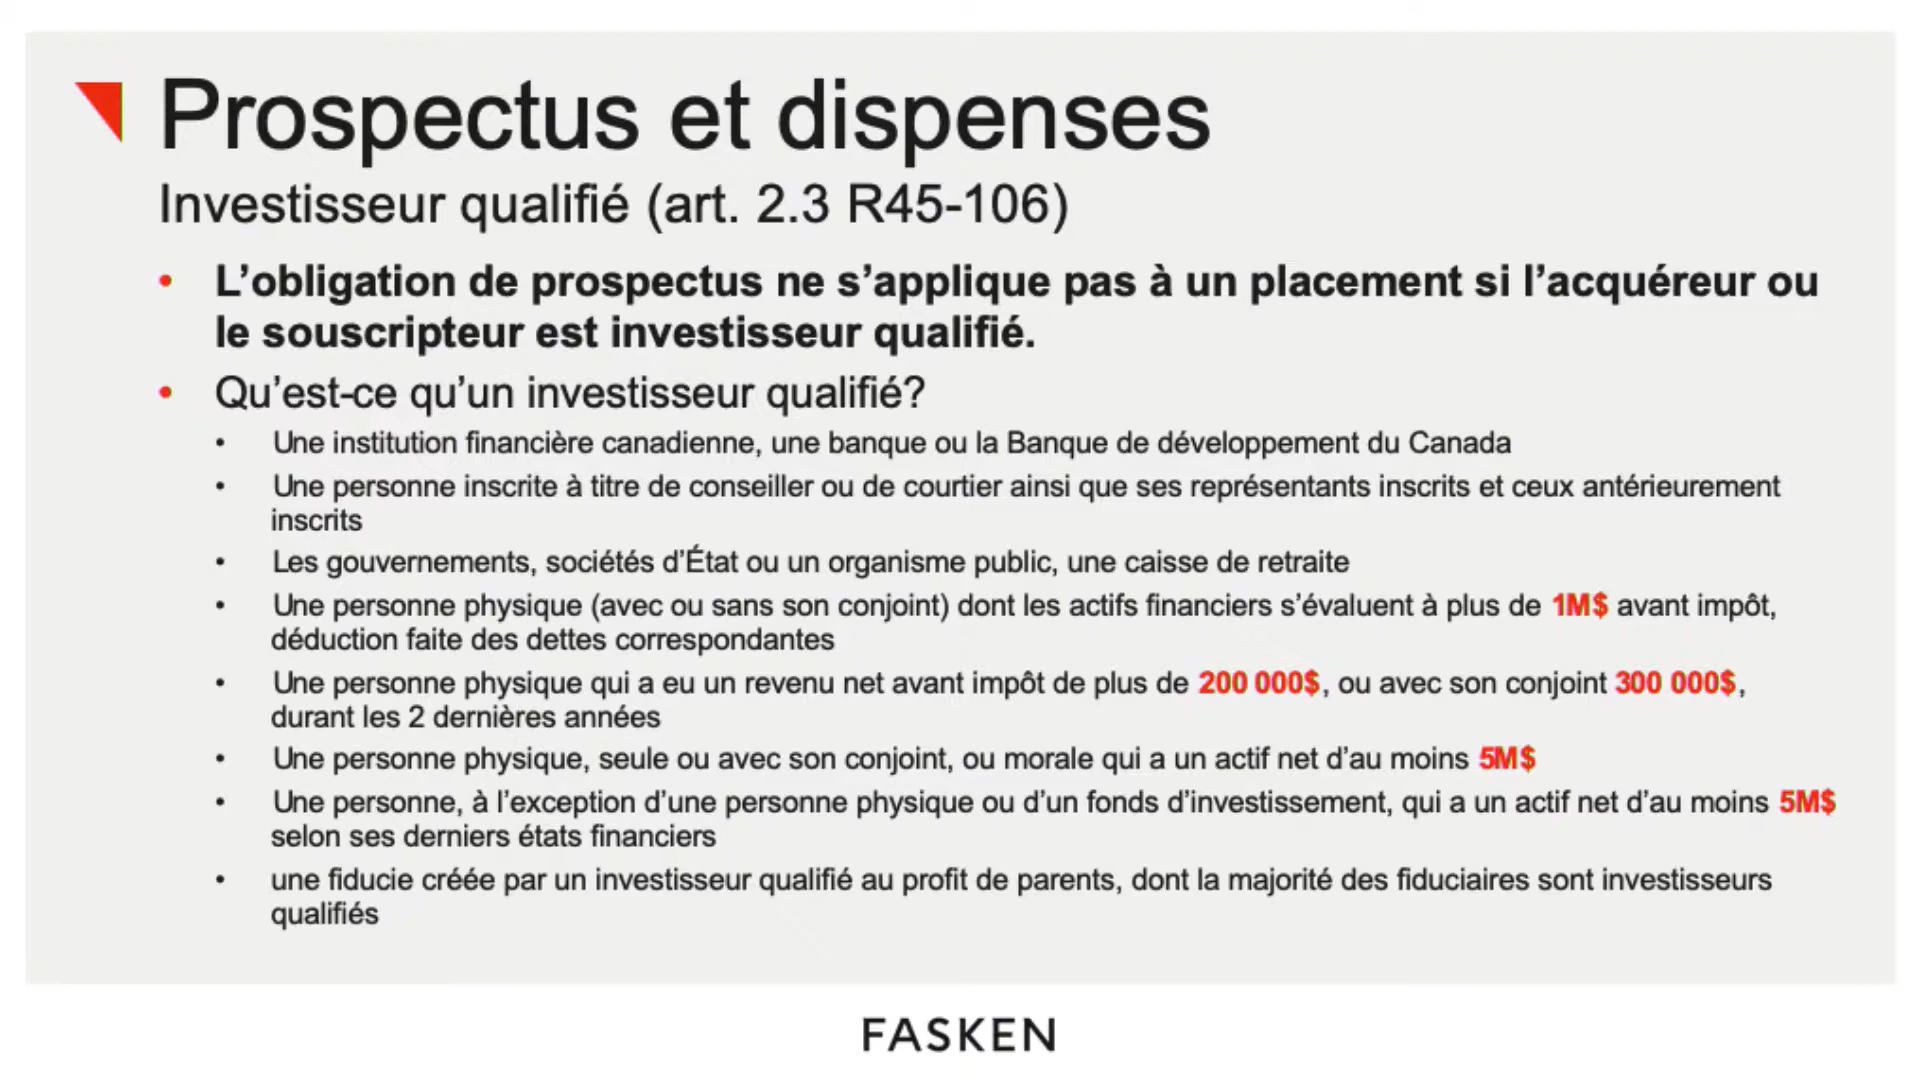 Prospectus et dispenses
Investisseur qualifié (art. 2.3 R45-106)
• L’obligation de prospectus ne s’applique pas à un placement si l’acquéreur ou
le souscripteur est investisseur qualifié.
• Qu’est-ce qu’un investisseur qualifié?
• Une institution financière canadienne, une banque ou la Banque de développement du Canada
• Une personne inscrite à titre de conseiller ou de courtier ainsi que ses représentants inscrits et ceux antérieurement
inscrits
• Les gouvernements, sociétés d’État ou un organisme public, une caisse de retraite
• Une personne physique (avec ou sans son conjoint) dont les actifs financiers s’évaluent à plus de 1M$ avant impôt,
déduction faite des dettes correspondantes
• Une personne physique qui a eu un revenu net avant impôt de plus de 200 000$, ou avec son conjoint 300 000$,
durant les 2 dernières années
• Une personne physique, seule ou avec son conjoint, ou morale qui a un actif net d’au moins 5M$
• Une personne, à l’exception d’une personne physique ou d’un fonds d’investissement, qui a un actif net d’au moins 5M$
selon ses derniers états financiers
• une fiducie créée par un investisseur qualifié au profit de parents, dont la majorité des fiduciaires sont investisseurs
qualifiés
FASKEN